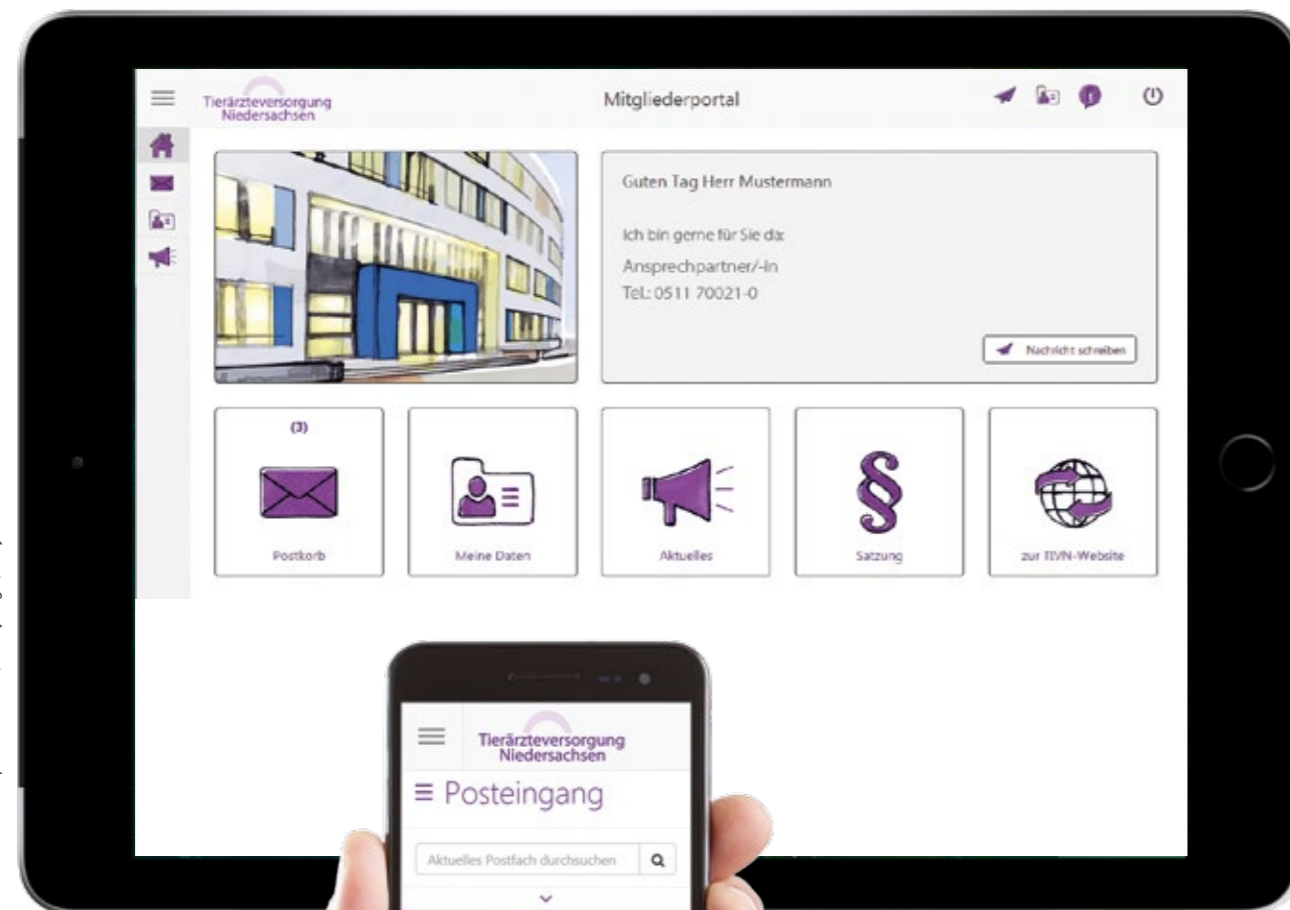 Tierärzteversorgung
Niedersachsen
Mitgliederportal
Guten Tag Herr Mustermann
Ich bin gerne für Sie da:
Ansprechpartner/-in
Tel.: 0511 70021-0
Nachricht schreiben
(3)
Postkorb
Meine Daten
Aktuelles
§
Satzung
zur TIVN-Website
Tierärzteversorgung
Niedersachsen
Posteingang
Aktuelles Postfach durchsuchen